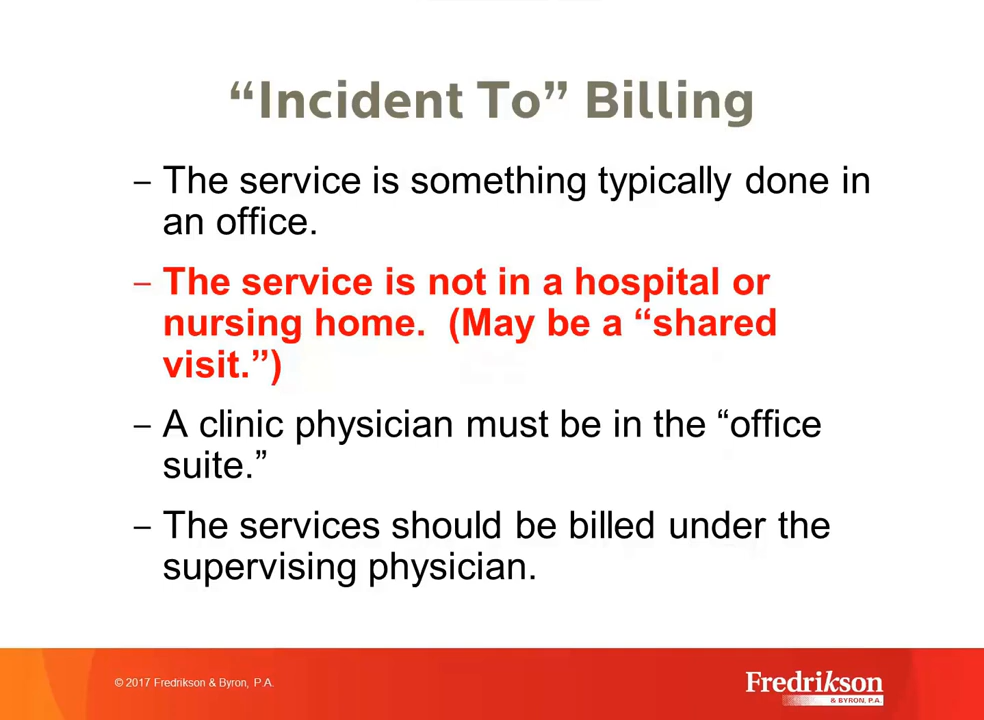 “Incident To” Billing
– The service is something typically done in
an office.
– The service is not in a hospital or
nursing home.  (May be a “shared
visit.”)
– A clinic physician must be in the “office
suite.”
– The services should be billed under the
supervising physician.
© 2017 Fredrikson & Byron, P.A.
Fredrikson
& BYRON, P.A.